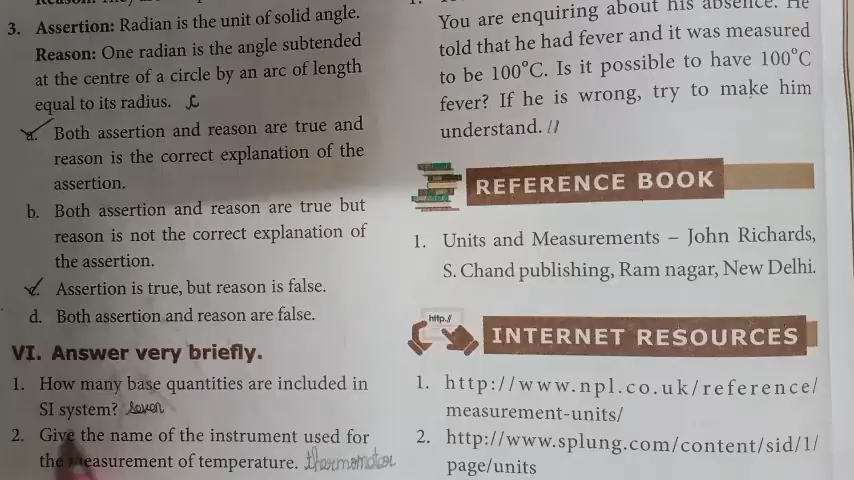 3. Assertion: Radian is the unit of solid angle.
Reason: One radian is the angle subtended
at the centre of a circle by an arc of length
equal to its radius. c
a. Both assertion and reason are true and
reason is the correct explanation of the
assertion.
b. Both assertion and reason are true but
reason is not the correct explanation of
the assertion.
c. Assertion is true, but reason is false.
d. Both assertion and reason are false.
VI. Answer very briefly.
1. How many base quantities are included in
SI system? seven
2. Give the name of the instrument used for
the measurement of temperature. thermometer
You are enquiring about his absence. He
told that he had fever and it was measured
to be 100°C. Is it possible to have 100°C
fever? If he is wrong, try to make him
understand. //
REFERENCE BOOK
1. Units and Measurements – John Richards,
S. Chand publishing, Ram nagar, New Delhi.
http://
INTERNET RESOURCES
1. http://www.npl.co.uk/reference/
measurement-units/
2. http://www.splung.com/content/sid/1/
page/units